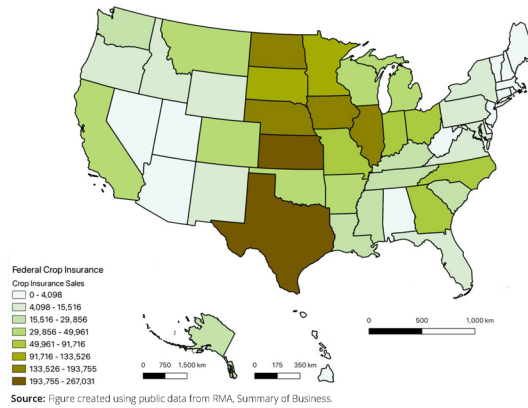 Federal Crop Insurance
Crop Insurance Sales
0 - 4,098
4,098 - 15,516
15,516 - 29,856
29,856 - 49,961
49,961 - 91,716
91,716 - 133,526
133,526 - 193,755
193,755 - 267,031
0 750 1,500 km
0 175 350 km
0 500 1,000 km
Source: Figure created using public data from RMA, Summary of Business.